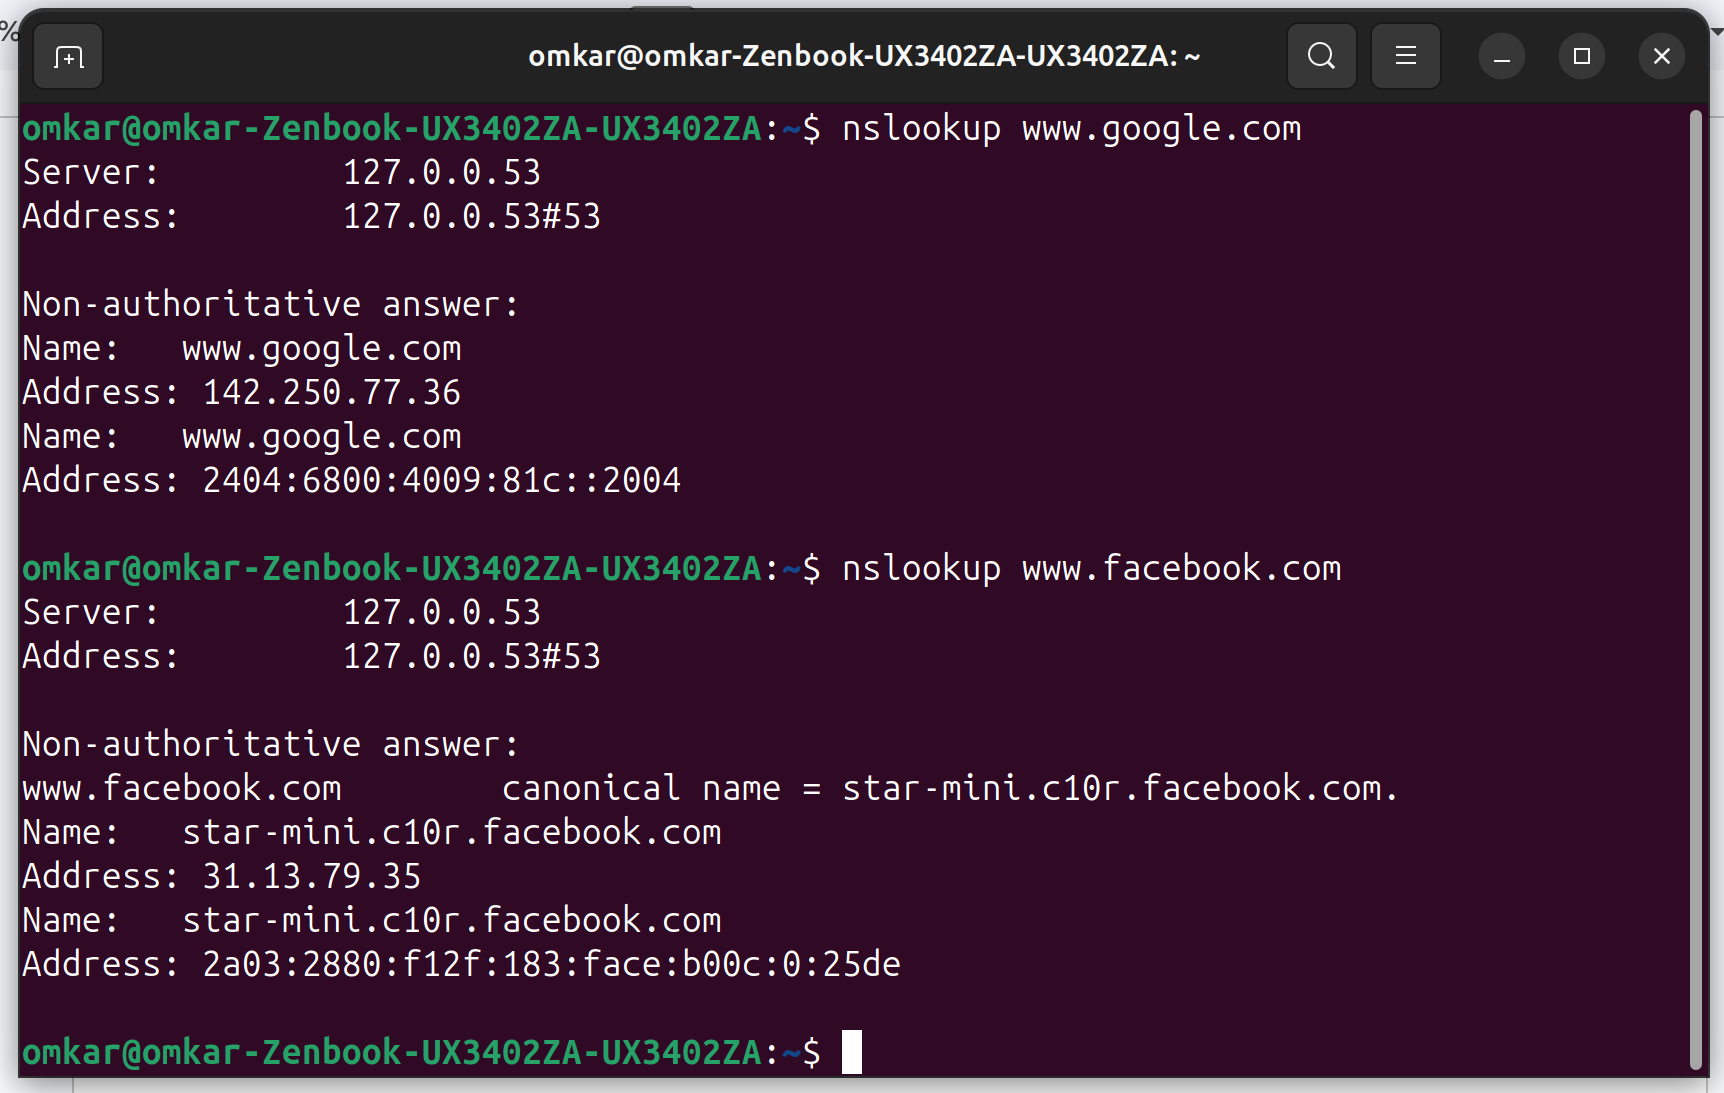 %
omkar@omkar-Zenbook-UX3402ZA-UX3402ZA: ~
omkar@omkar-Zenbook-UX3402ZA-UX3402ZA:~$ nslookup www.google.com
Server:		127.0.0.53
Address:	127.0.0.53#53

Non-authoritative answer:
Name:	www.google.com
Address: 142.250.77.36
Name:	www.google.com
Address: 2404:6800:4009:81c::2004

omkar@omkar-Zenbook-UX3402ZA-UX3402ZA:~$ nslookup www.facebook.com
Server:		127.0.0.53
Address:	127.0.0.53#53

Non-authoritative answer:
www.facebook.com	canonical name = star-mini.c10r.facebook.com.
Name:	star-mini.c10r.facebook.com
Address: 31.13.79.35
Name:	star-mini.c10r.facebook.com
Address: 2a03:2880:f12f:183:face:b00c:0:25de

omkar@omkar-Zenbook-UX3402ZA-UX3402ZA:~$